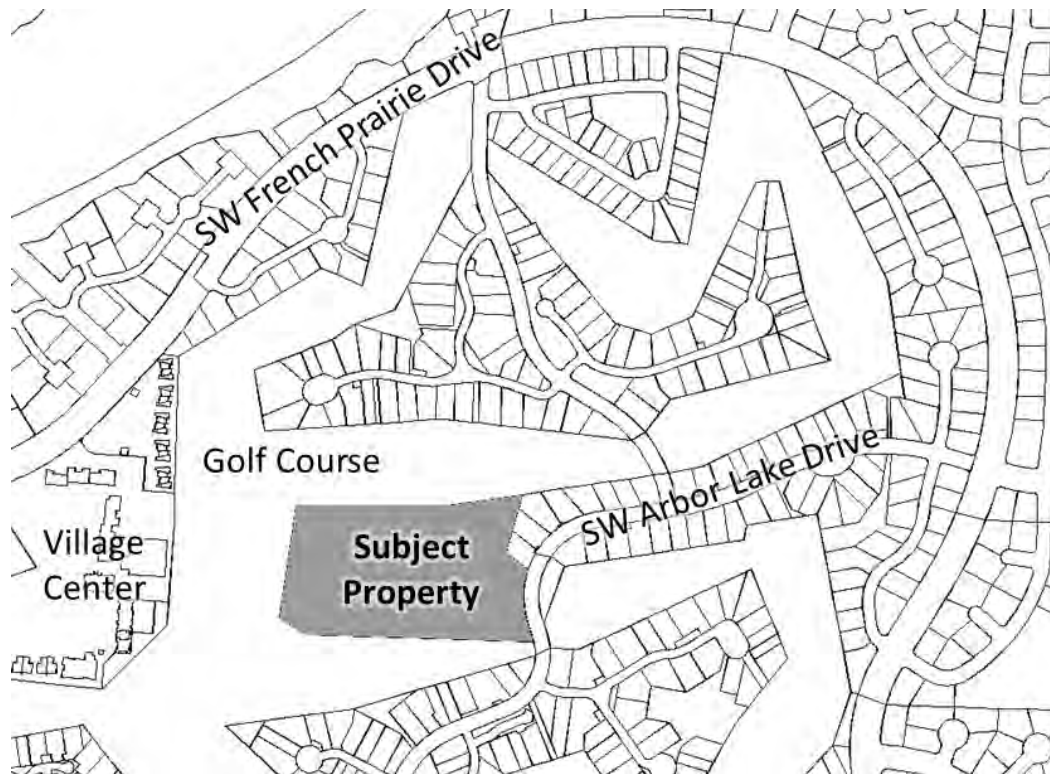 SW French Prairie Drive
Golf Course
SW Arbor Lake Drive
Village
Center
Subject
Property